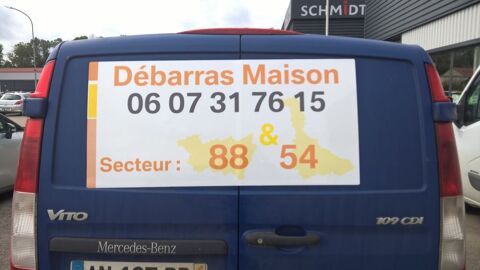 SCHMIDT
Débarras Maison
06 07 31 76 15
&
Secteur : 88 54
VITO
109 CDI
Mercedes-Benz